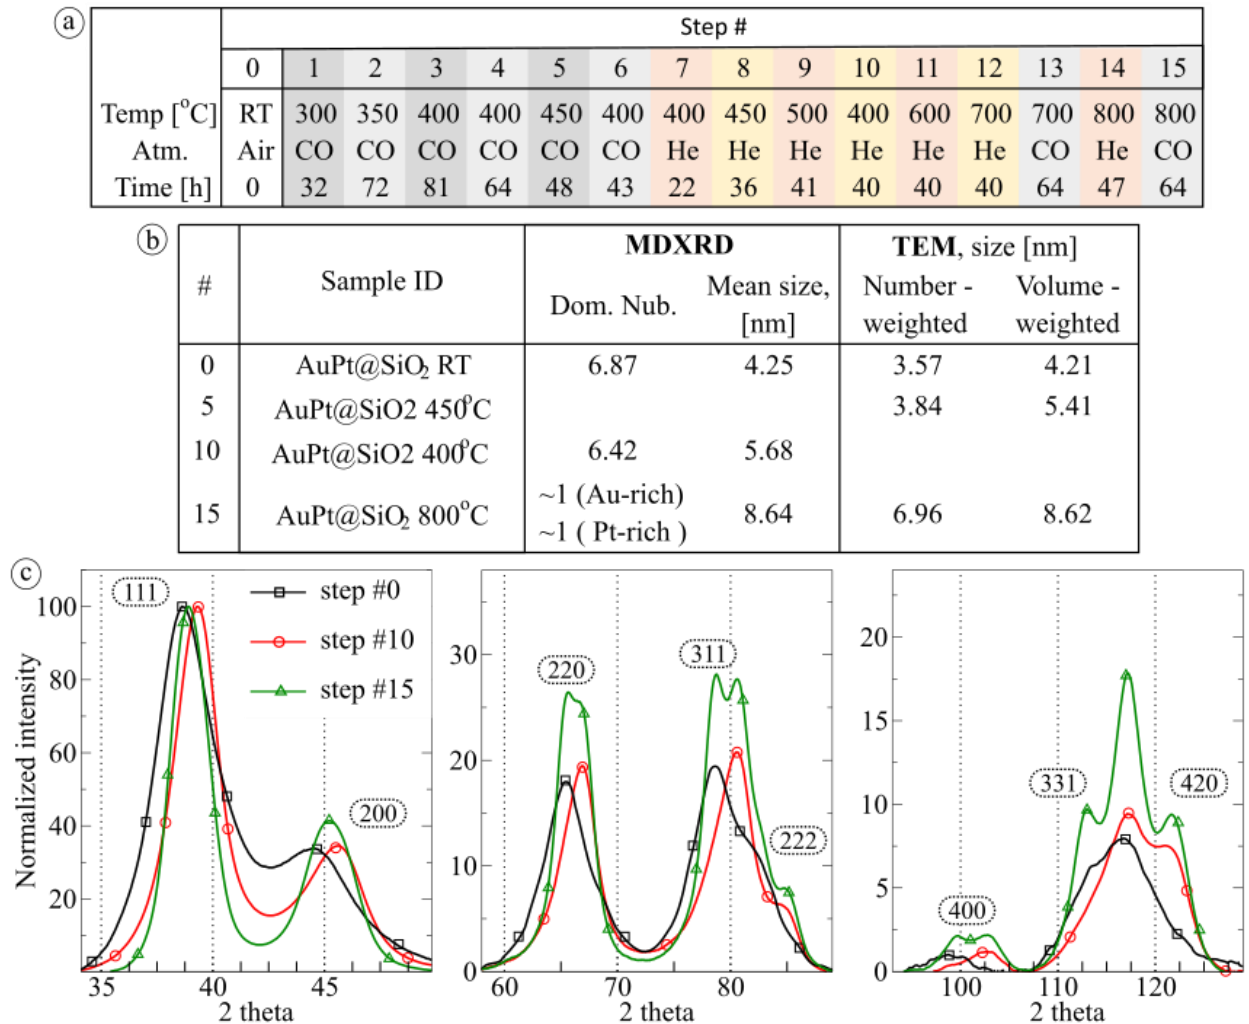 a
Step #
0 1 2 3 4 5 6 7 8 9 10 11 12 13 14 15
Temp [°C] RT 300 350 400 400 450 400 400 450 500 400 600 700 700 800 800
Atm. Air CO CO CO CO CO CO He He He He He He CO He CO
Time [h] 0 32 72 81 64 48 43 22 36 41 40 40 40 64 47 64
b
MDXRD TEM, size [nm]
# Sample ID Dom. Nub. Mean size, [nm] Number - weighted Volume - weighted
0 AuPt@SiO₂ RT 6.87 4.25 3.57 4.21
5 AuPt@SiO2 450°C 3.84 5.41
10 AuPt@SiO2 400°C 6.42 5.68
15 AuPt@SiO₂ 800°C ~1 (Au-rich) ~1 ( Pt-rich ) 8.64 6.96 8.62
c
Normalized intensity
100
80
60
40
20
111
200
step #0
step #10
step #15
35 40 45
2 theta
30
20
10
0
220
311
222
60 70 80
2 theta
20
15
10
5
0
331
420
400
100 110 120
2 theta